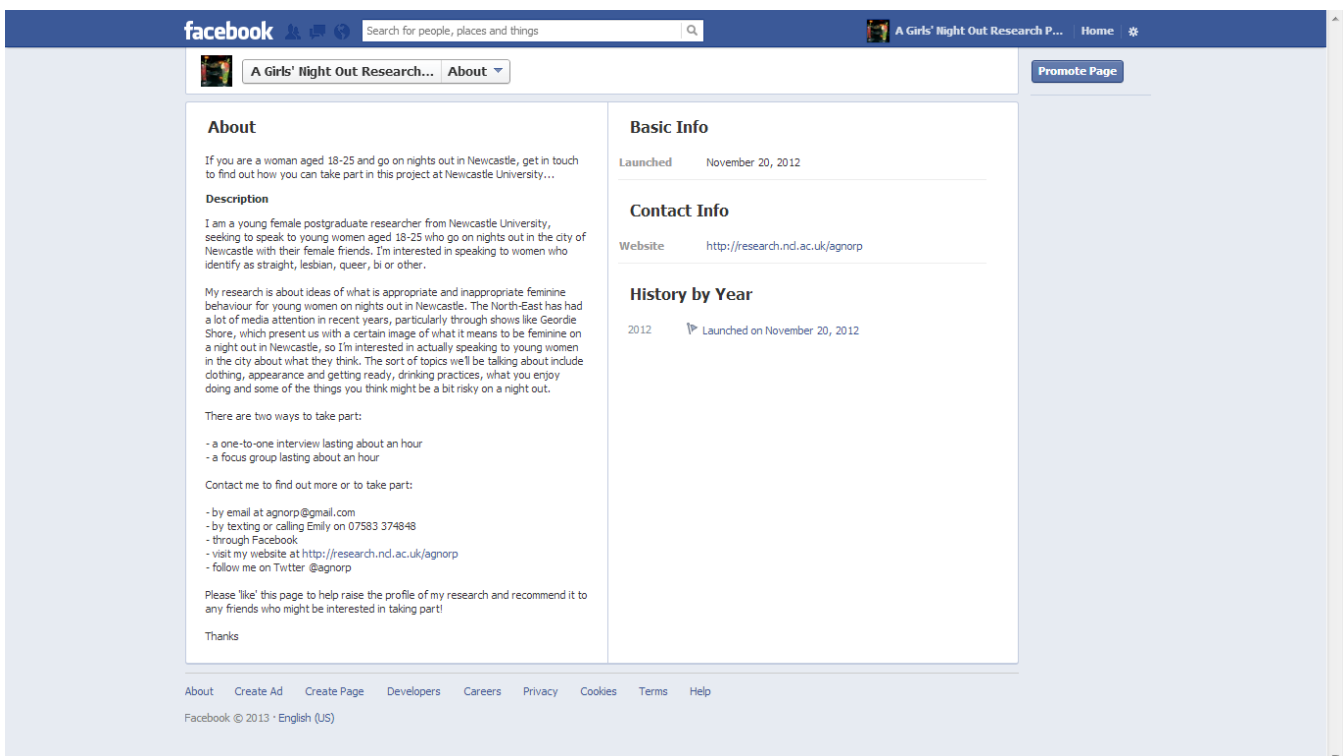 facebook
Search for people, places and things
A Girls' Night Out Research P...
Home
A Girls' Night Out Research...
About
Promote Page
About
If you are a woman aged 18-25 and go on nights out in Newcastle, get in touch
to find out how you can take part in this project at Newcastle University...
Description
I am a young female postgraduate researcher from Newcastle University,
seeking to speak to young women aged 18-25 who go on nights out in the city of
Newcastle with their female friends. I'm interested in speaking to women who
identify as straight, lesbian, queer, bi or other.
My research is about ideas of what is appropriate and inappropriate feminine
behaviour for young women on nights out in Newcastle. The North-East has had
a lot of media attention in recent years, particularly through shows like Geordie
Shore, which present us with a certain image of what it means to be feminine on
a night out in Newcastle, so I'm interested in actually speaking to young women
in the city about what they think. The sort of topics we'll be talking about include
clothing, appearance and getting ready, drinking practices, what you enjoy
doing and some of the things you think might be a bit risky on a night out.
There are two ways to take part:
- a one-to-one interview lasting about an hour
- a focus group lasting about an hour
Contact me to find out more or to take part:
- by email at agnorp@gmail.com
- by texting or calling Emily on 07583 374848
- through Facebook
- visit my website at http://research.ncl.ac.uk/agnorp
- follow me on Twtter @agnorp
Please 'like' this page to help raise the profile of my research and recommend it to
any friends who might be interested in taking part!
Thanks
Basic Info
Launched November 20, 2012
Contact Info
Website http://research.ncl.ac.uk/agnorp
History by Year
2012 Launched on November 20, 2012
About Create Ad Create Page Developers Careers Privacy Cookies Terms Help
Facebook © 2013 · English (US)